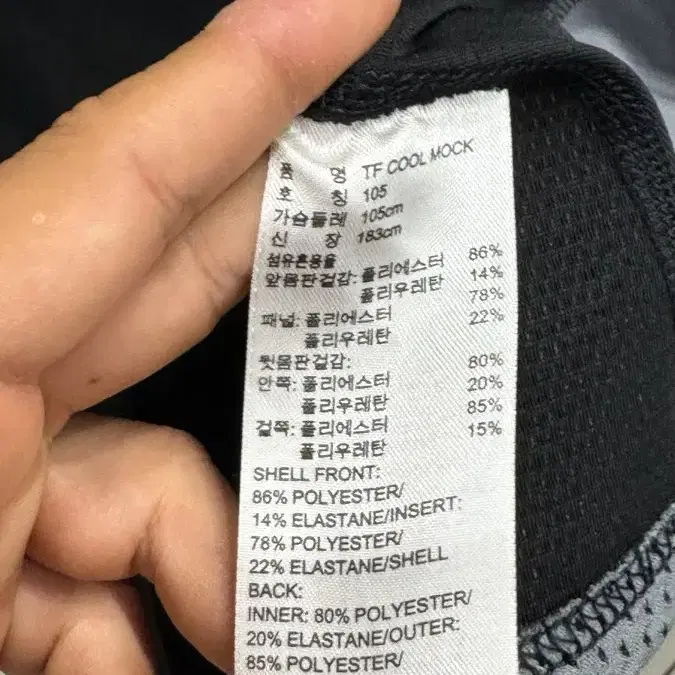 품 명 TF COOL MOCK
호 칭 105
가슴둘레 105cm
신 장 183cm
섬유혼용율
앞몸판겉감: 폴리에스터 86%
폴리우레탄 14%
패널: 폴리에스터 78%
폴리우레탄 22%
뒷몸판겉감:
안쪽: 폴리에스터 80%
폴리우레탄 20%
겉쪽: 폴리에스터 85%
폴리우레탄 15%
SHELL FRONT:
86% POLYESTER/
14% ELASTANE/INSERT:
78% POLYESTER/
22% ELASTANE/SHELL
BACK:
INNER: 80% POLYESTER/
20% ELASTANE/OUTER:
85% POLYESTER/